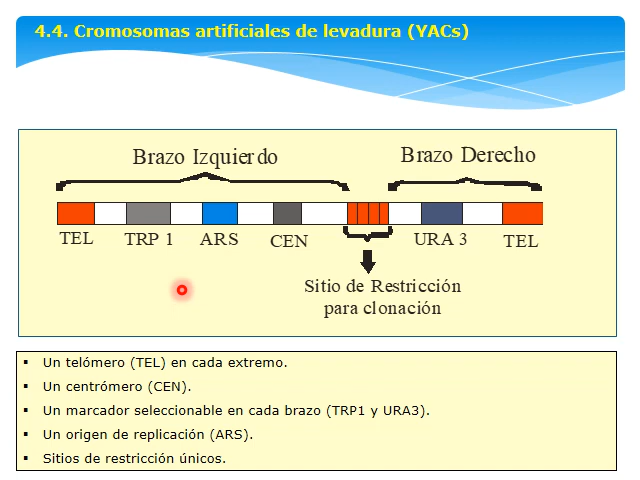 4.4. Cromosomas artificiales de levadura (YACs)
Brazo Izquierdo
Brazo Derecho
TEL TRP 1 ARS CEN URA 3 TEL
Sitio de Restricción
para clonación
▪ Un telómero (TEL) en cada extremo.
▪ Un centrómero (CEN).
▪ Un marcador seleccionable en cada brazo (TRP1 y URA3).
▪ Un origen de replicación (ARS).
▪ Sitios de restricción únicos.